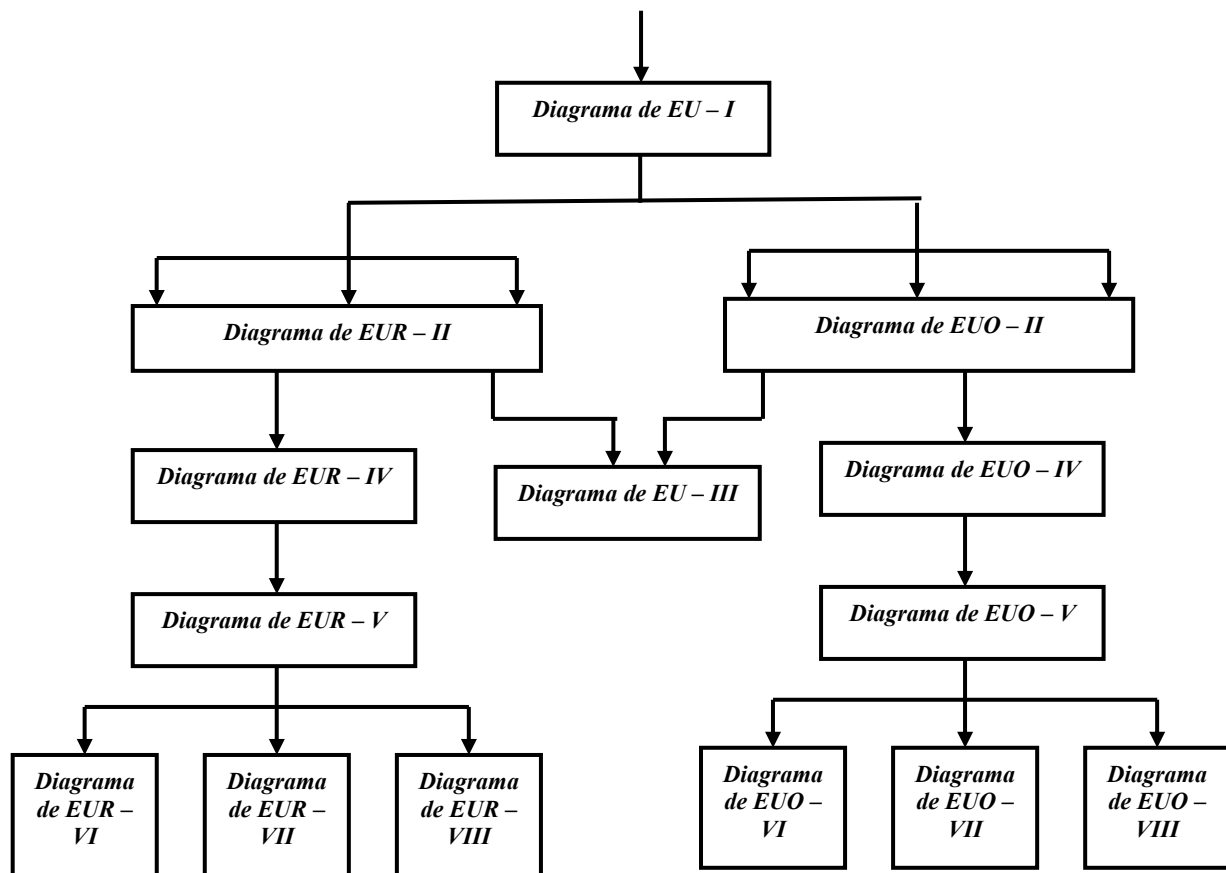 Diagrama de EU – I
Diagrama de EUR – II
Diagrama de EUO – II
Diagrama de EUR – IV
Diagrama de EU – III
Diagrama de EUO – IV
Diagrama de EUR – V
Diagrama de EUO – V
Diagrama
de EUR –
VI
Diagrama
de EUR –
VII
Diagrama
de EUR –
VIII
Diagrama
de EUO –
VI
Diagrama
de EUO –
VII
Diagrama
de EUO –
VIII